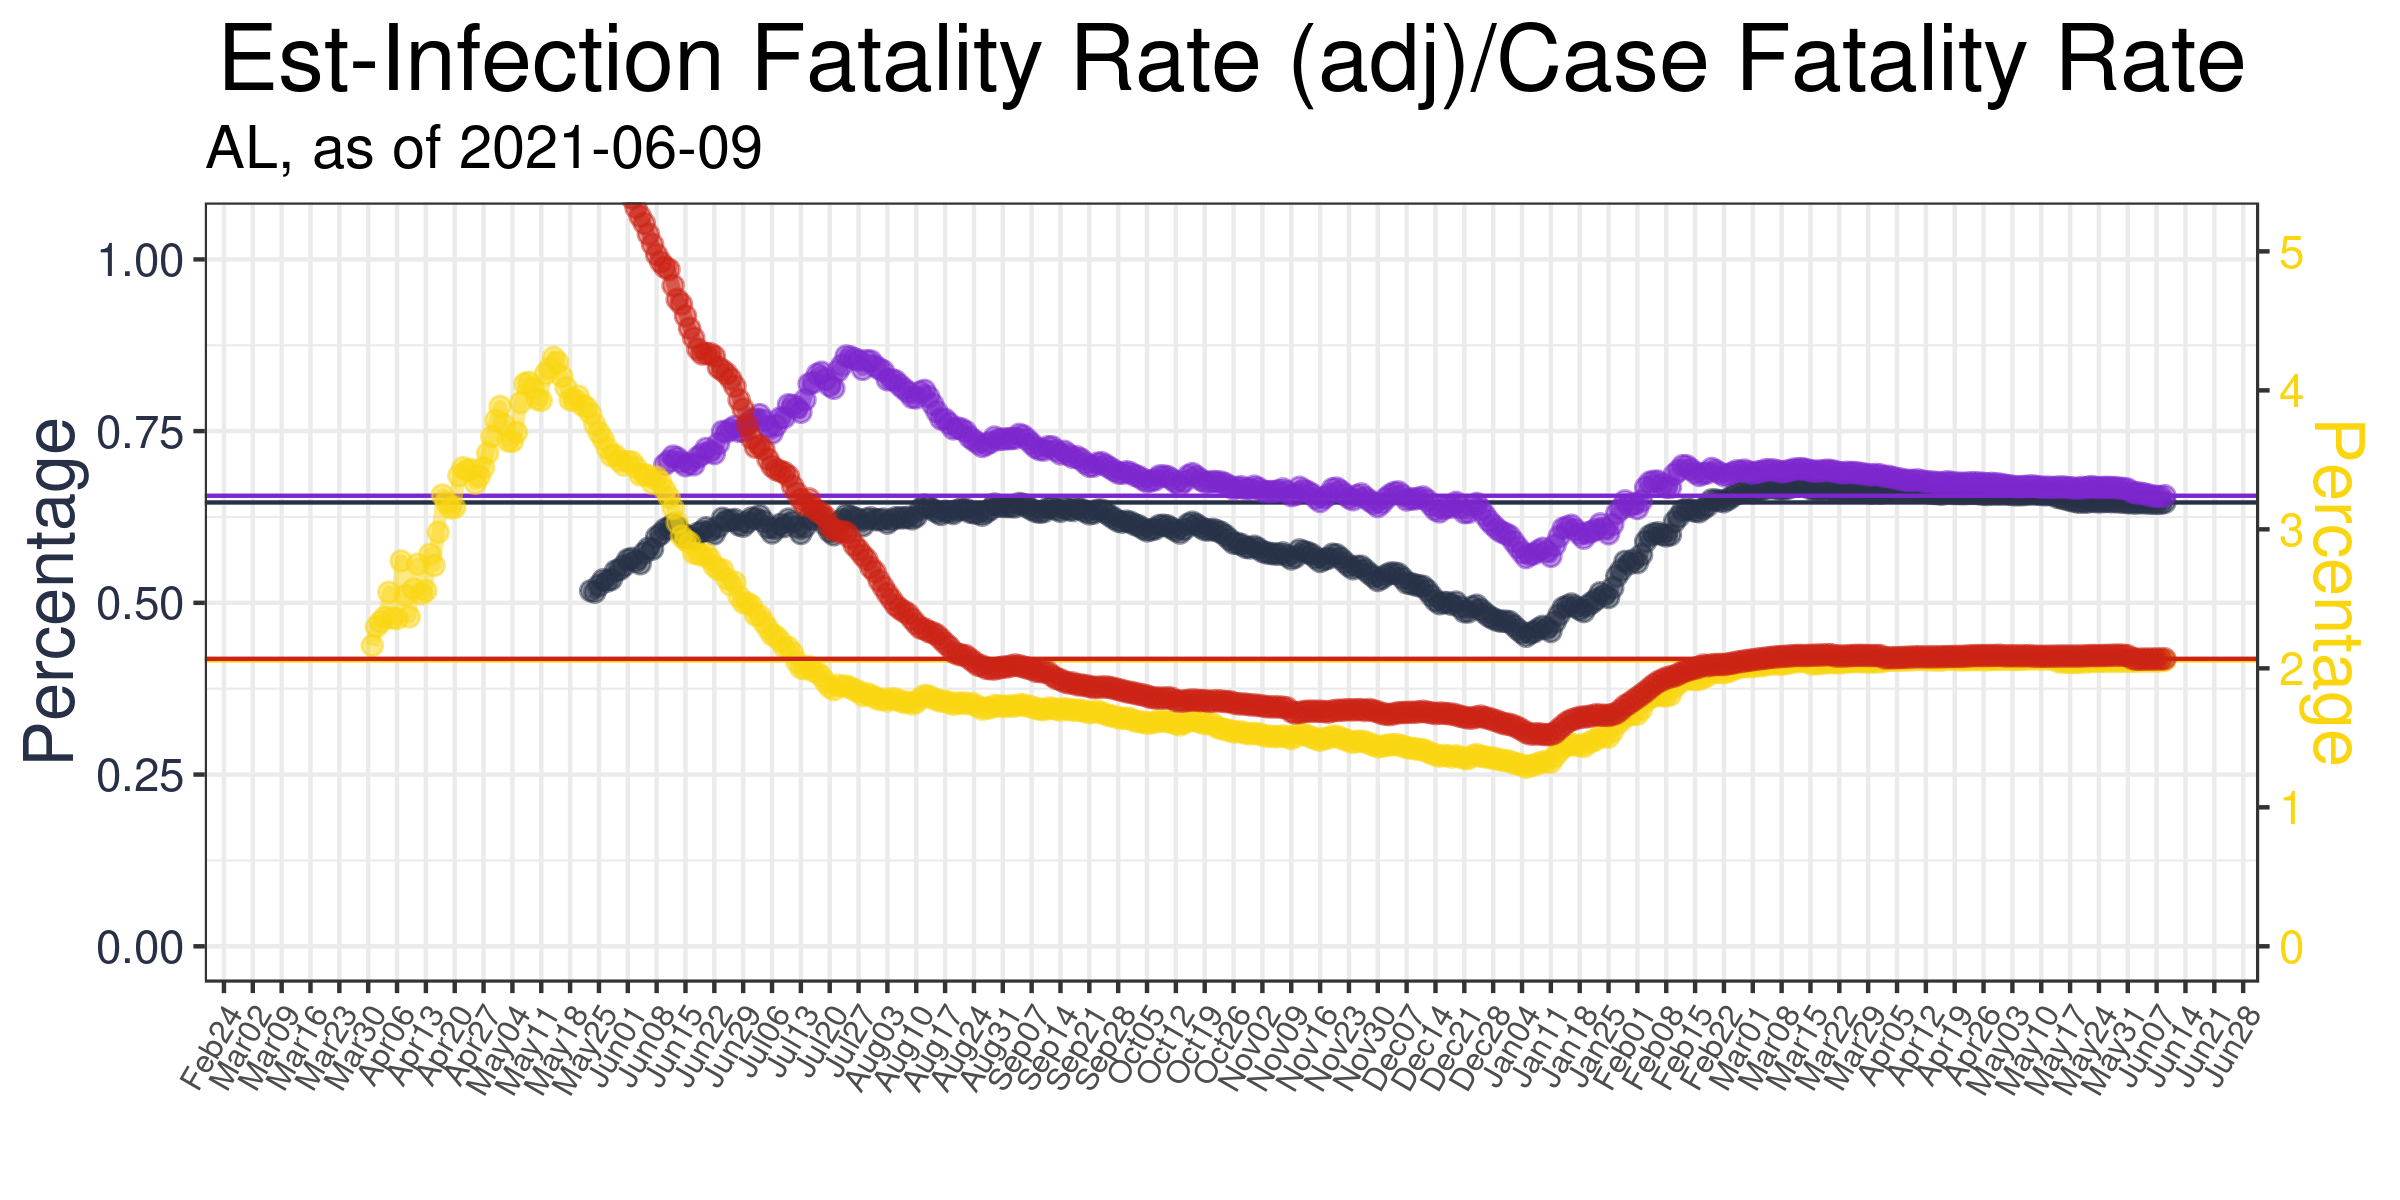 Est-Infection Fatality Rate (adj)/Case Fatality Rate
AL, as of 2021-06-09
Percentage
1.00
0.75
0.50
0.25
0.00
5
4
3
2
1
0
Percentage
Feb24
Mar02
Mar09
Mar16
Mar23
Mar30
Apr06
Apr13
Apr20
Apr27
May04
May11
May18
May25
Jun01
Jun08
Jun15
Jun22
Jun29
Jul06
Jul13
Jul20
Jul27
Aug03
Aug10
Aug17
Aug24
Aug31
Sep07
Sep14
Sep21
Sep28
Oct05
Oct12
Oct19
Oct26
Nov02
Nov09
Nov16
Nov23
Nov30
Dec07
Dec14
Dec21
Dec28
Jan04
Jan11
Jan18
Jan25
Feb01
Feb08
Feb15
Feb22
Mar01
Mar08
Mar15
Mar22
Mar29
Apr05
Apr12
Apr19
Apr26
May03
May10
May17
May24
May31
Jun07
Jun14
Jun21
Jun28